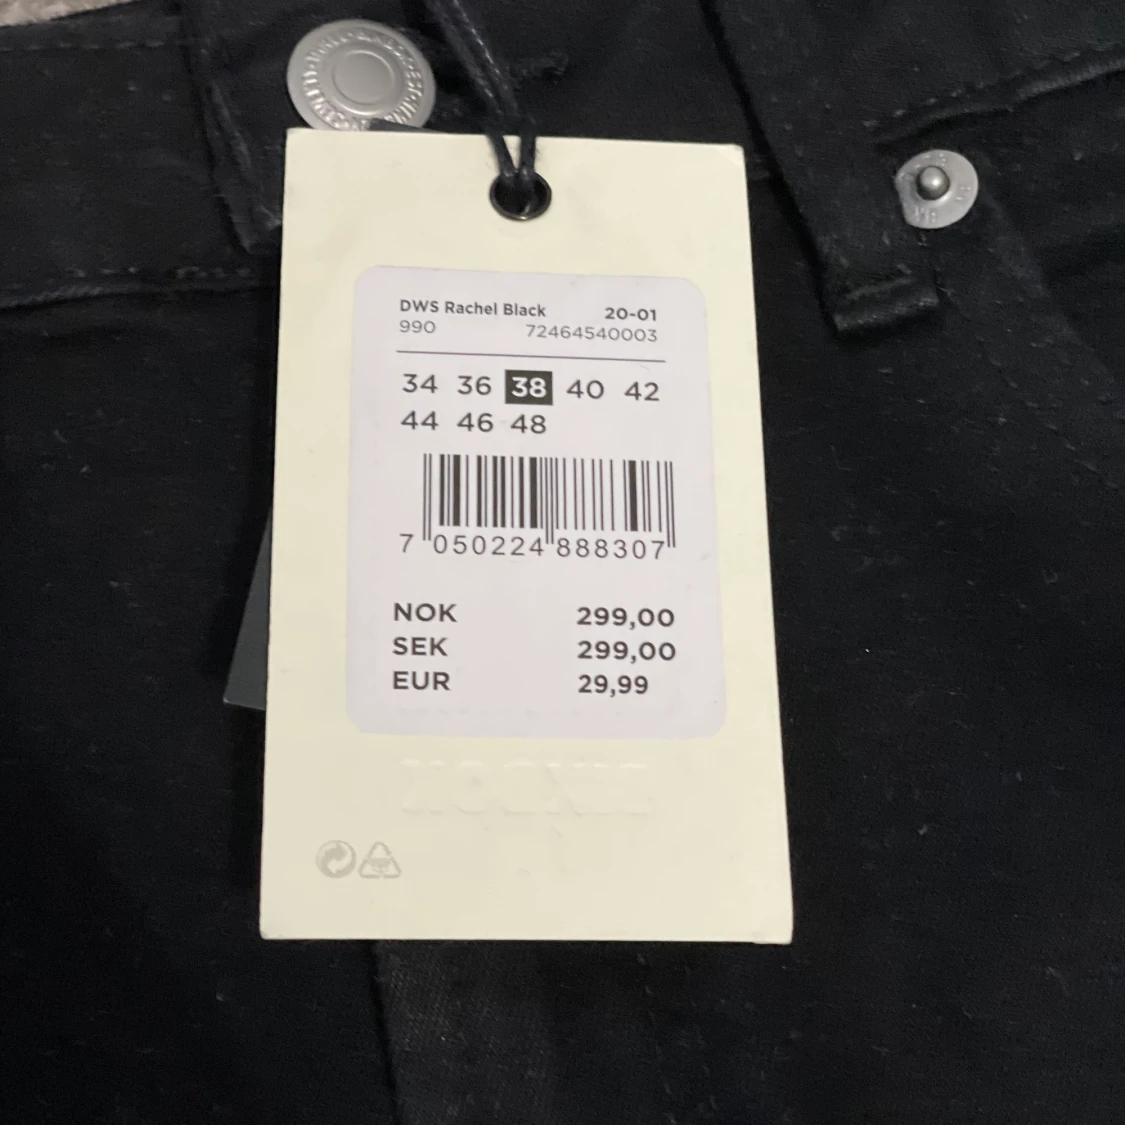 DWS Rachel Black 20-01
990 72464540003
34 36 38 40 42
44 46 48
7 050224 888307
NOK 299,00
SEK 299,00
EUR 29,99